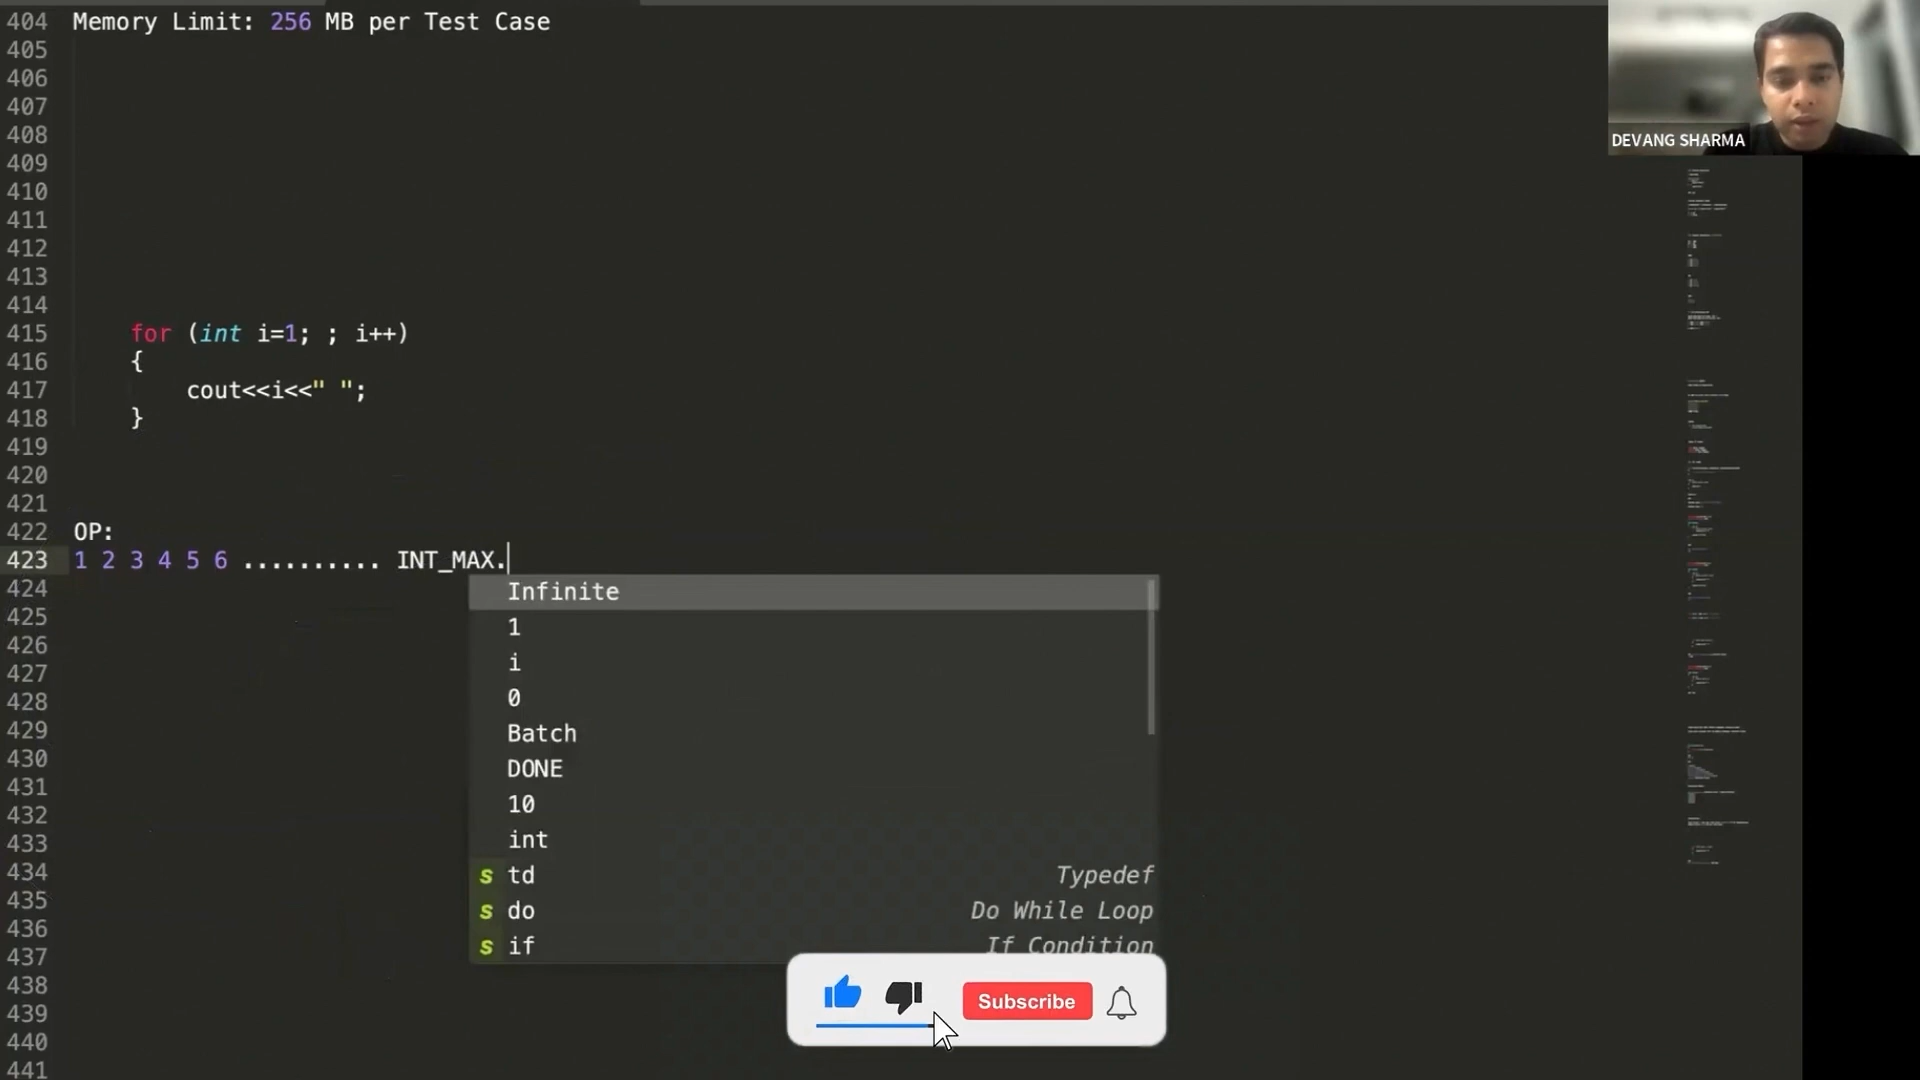 404 Memory Limit: 256 MB per Test Case
405
406
407
408
409
410
411
412
413
414
415 for (int i=1; ; i++)
416 {
417 cout<<i<<" ";
418 }
419
420
421
422 OP:
423 1 2 3 4 5 6 .......... INT_MAX.
424
425
426
427
428
429
430
431
432
433
434
435
436
437
438
439
440
441
Infinite
1
i
0
Batch
DONE
10
int
s td Typedef
s do Do While Loop
s if If Condition
Subscribe
DEVANG SHARMA